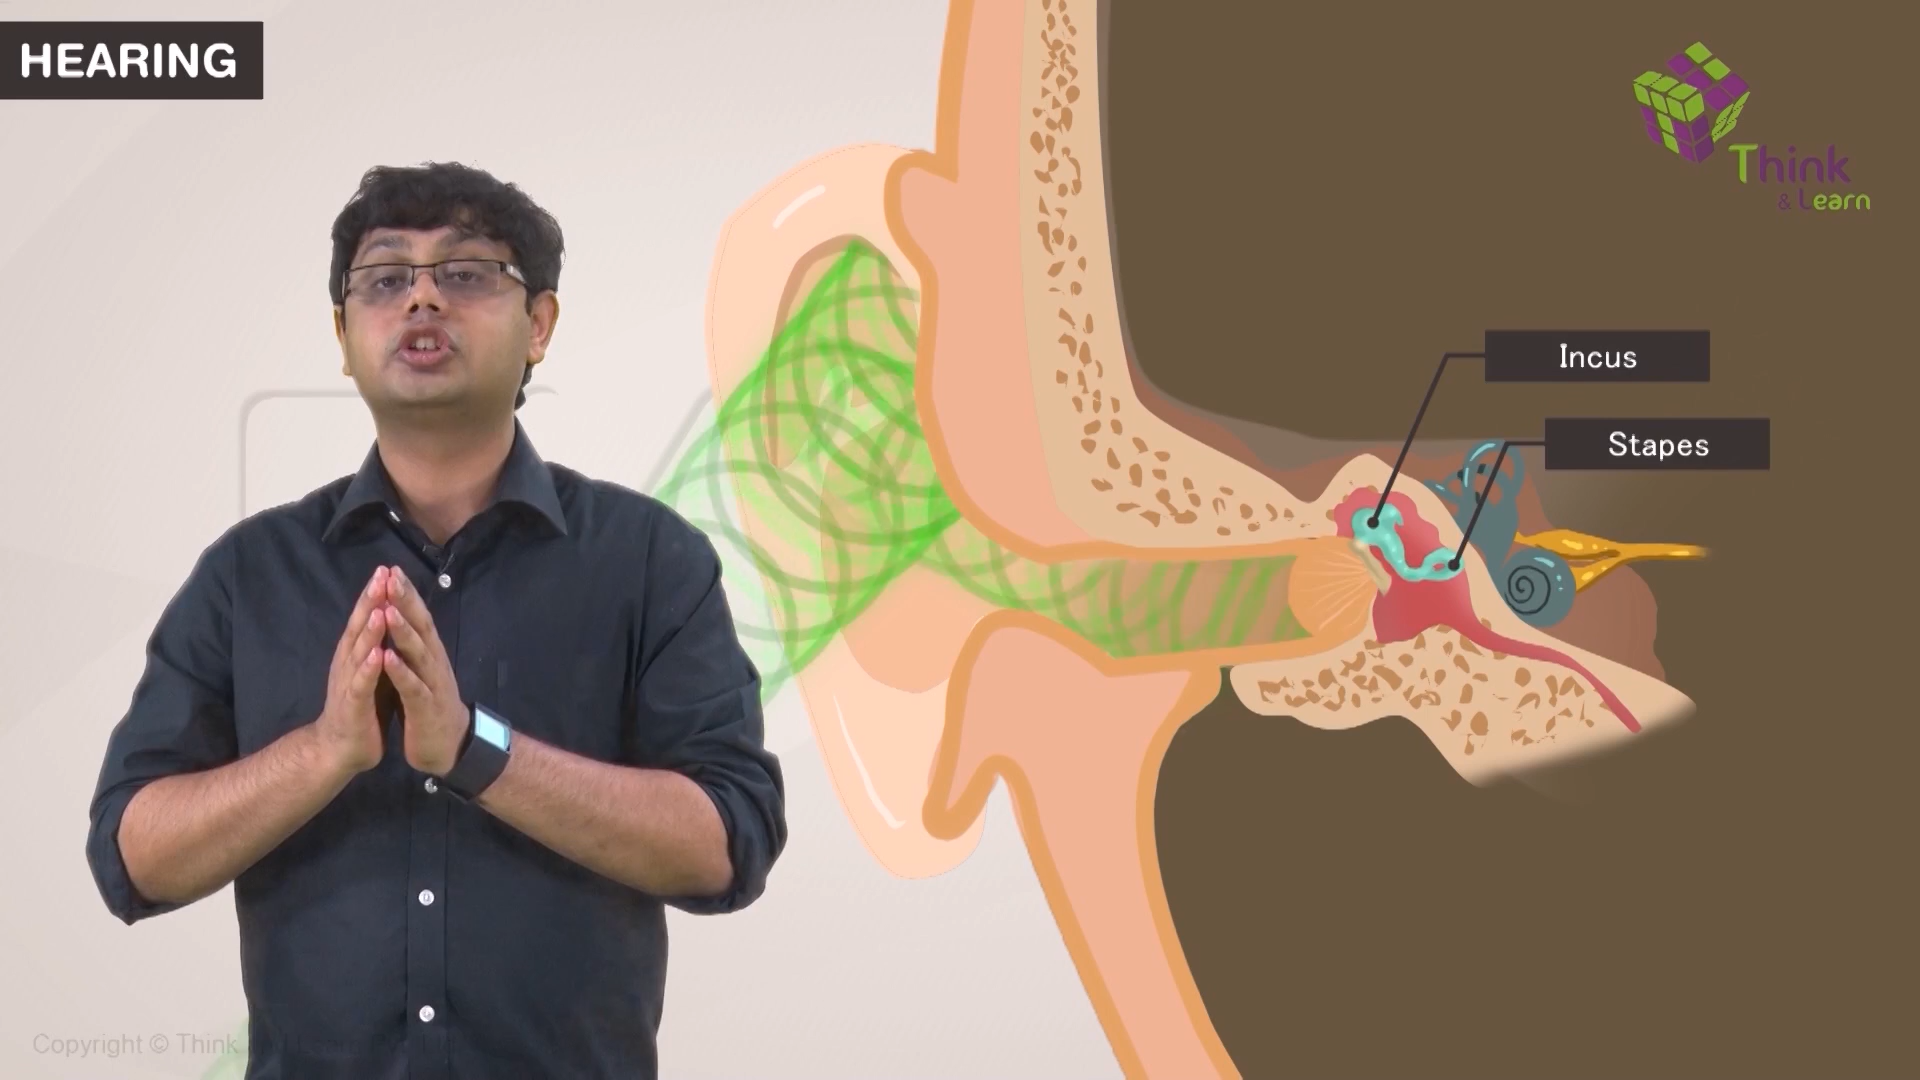 HEARING
Think
& Learn
Incus
Stapes
Copyright © Think